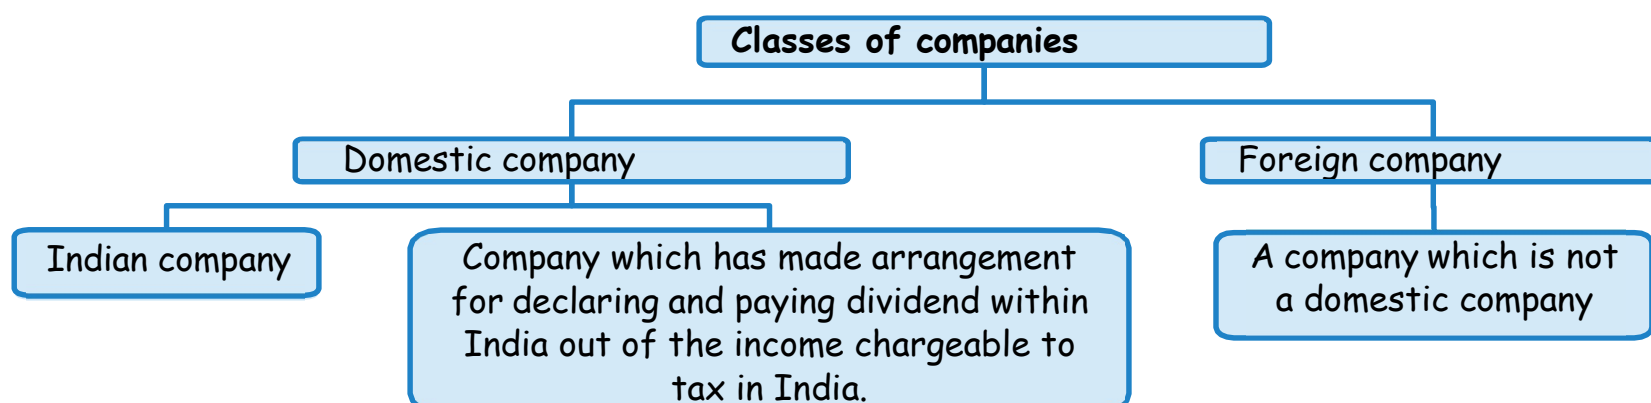 Classes of companies
Domestic company
Foreign company
Indian company
Company which has made arrangement
for declaring and paying dividend within
India out of the income chargeable to
tax in India.
A company which is not
a domestic company